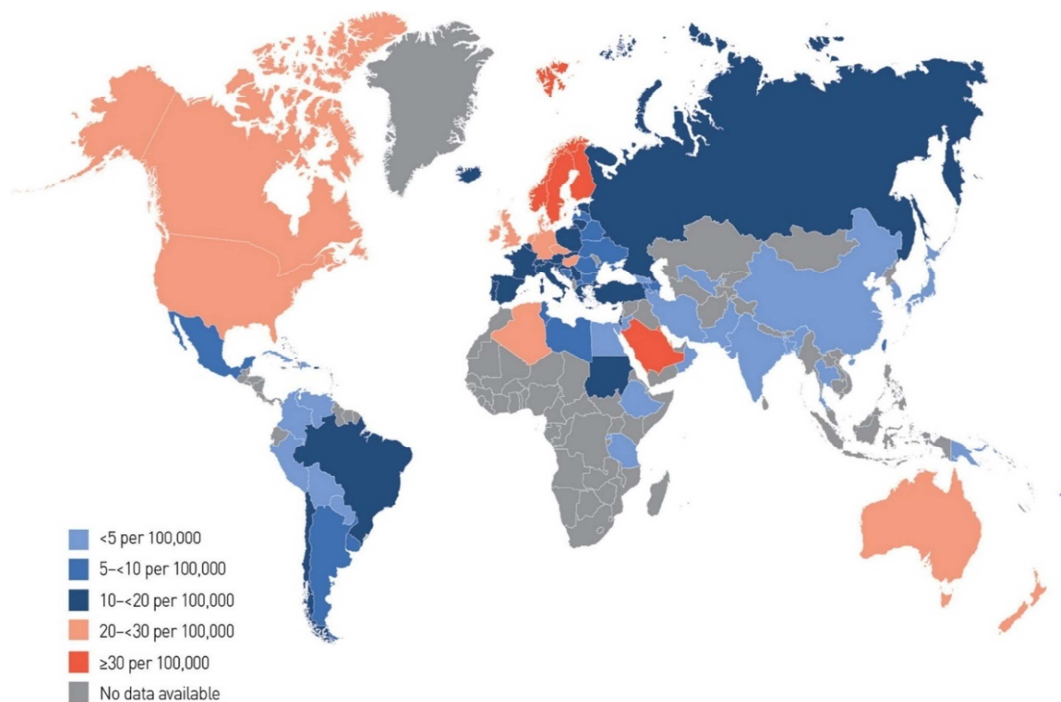 <5 per 100,000
5–<10 per 100,000
10–<20 per 100,000
20–<30 per 100,000
≥30 per 100,000
No data available